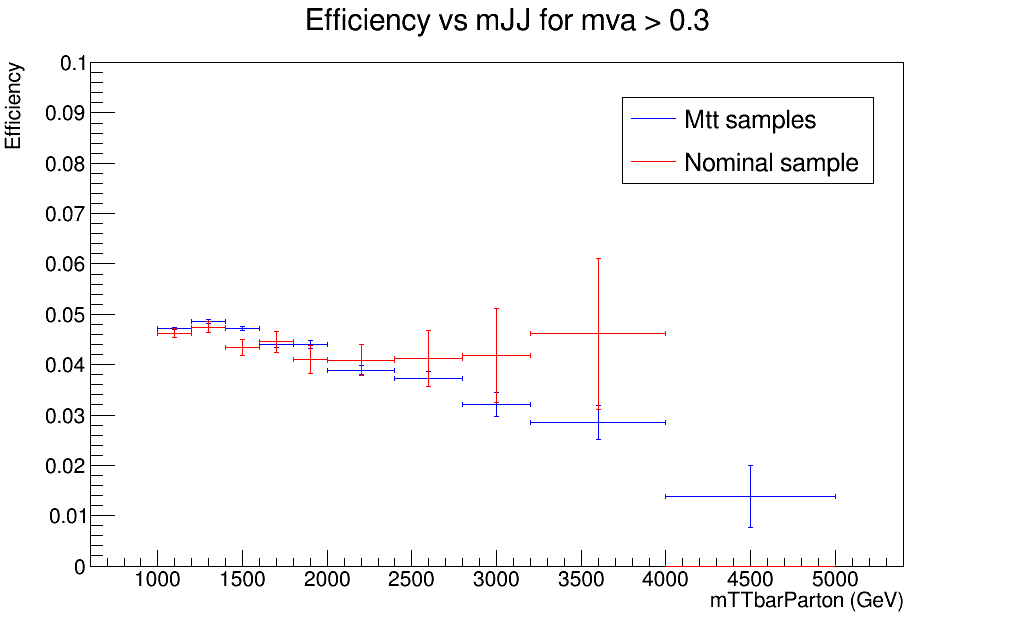 Efficiency vs mJJ for mva > 0.3
Efficiency
0.1
0.09
0.08
0.07
0.06
0.05
0.04
0.03
0.02
0.01
0
Mtt samples
Nominal sample
1000 1500 2000 2500 3000 3500 4000 4500 5000
mTTbarParton (GeV)